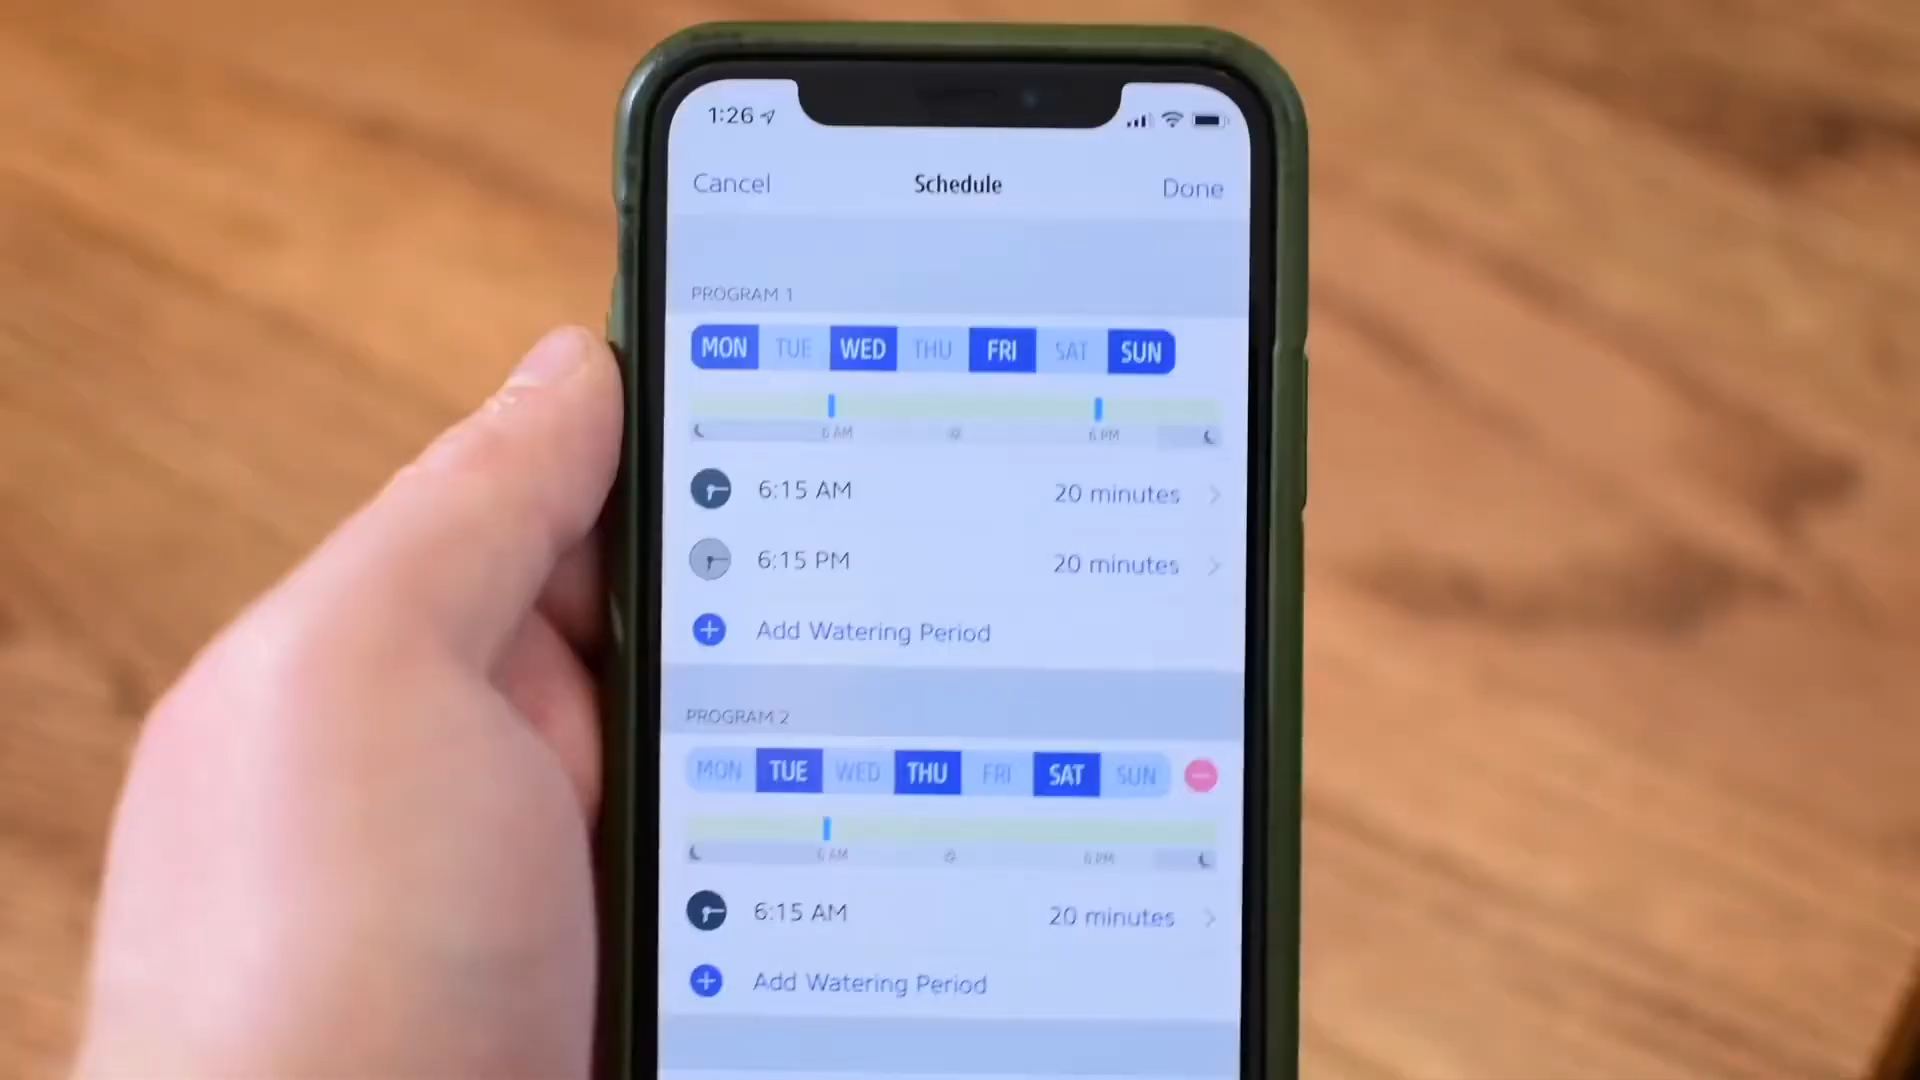 1:26
Cancel Schedule Done
PROGRAM 1
MON TUE WED THU FRI SAT SUN
6 AM 6 PM
6:15 AM 20 minutes
6:15 PM 20 minutes
Add Watering Period
PROGRAM 2
MON TUE WED THU FRI SAT SUN
6 AM 6 PM
6:15 AM 20 minutes
Add Watering Period